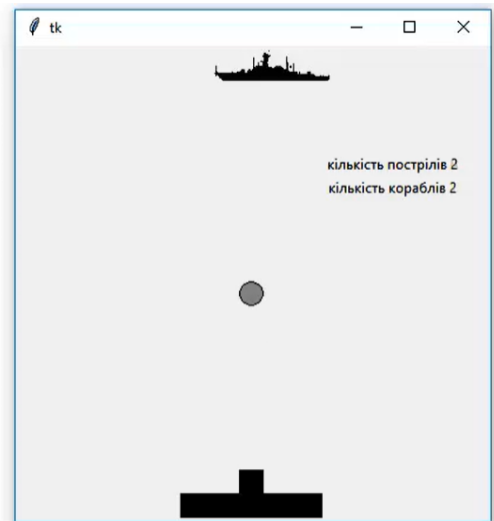 tk
кількість пострілів 2
кількість кораблів 2